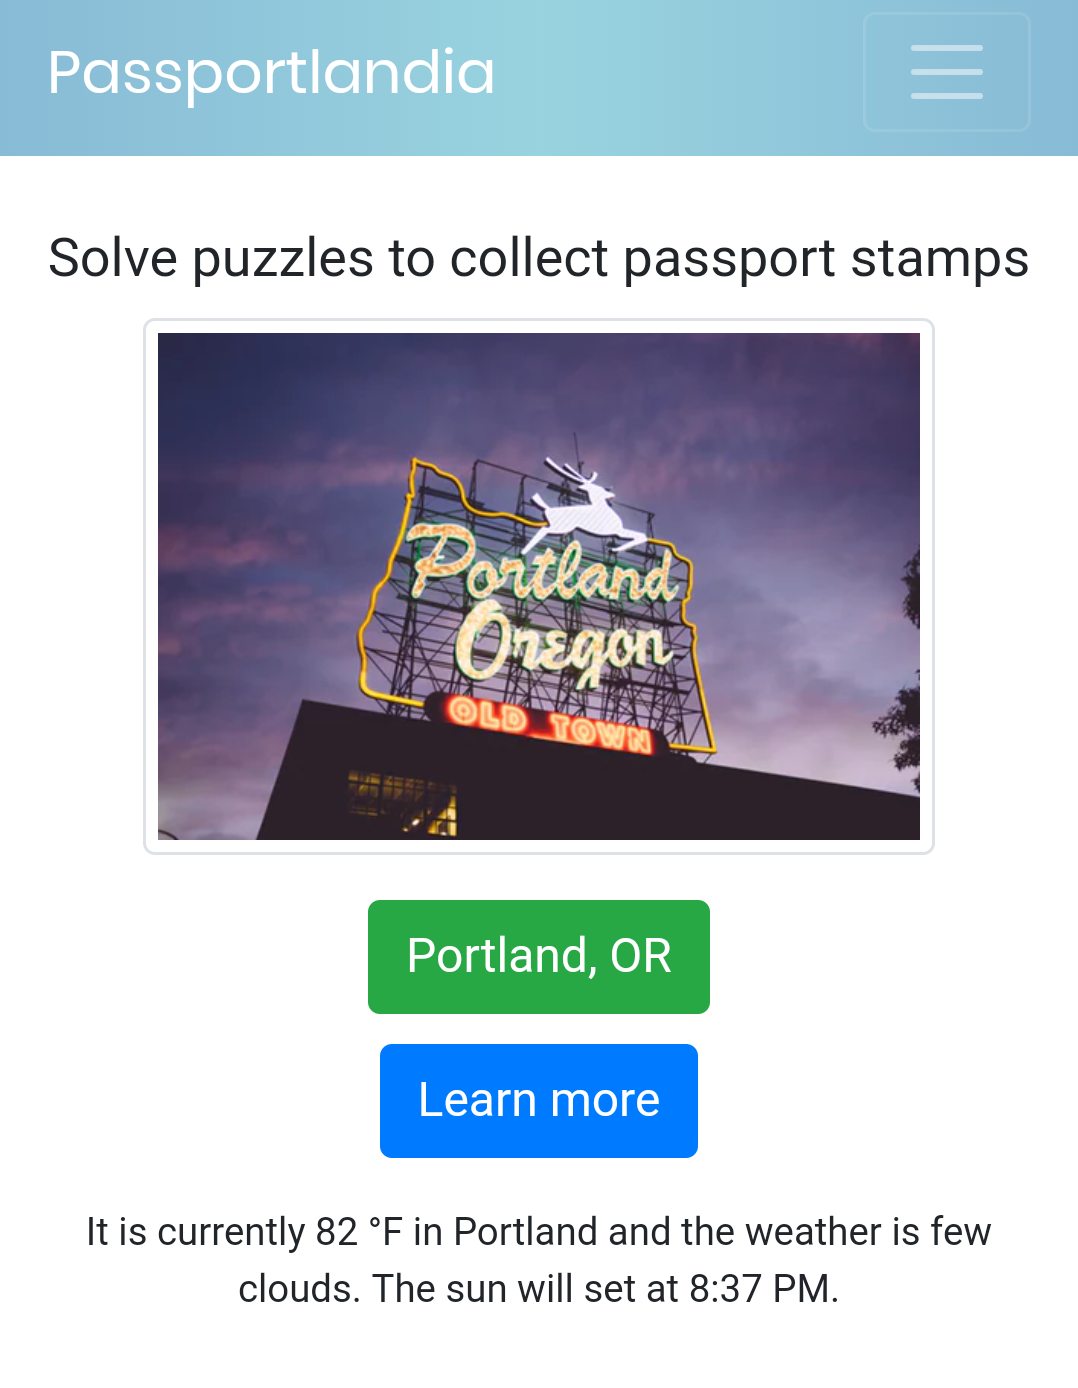 Passportlandia
Solve puzzles to collect passport stamps
Portland
Oregon
OLD TOWN
Portland, OR
Learn more
It is currently 82 °F in Portland and the weather is few
clouds. The sun will set at 8:37 PM.